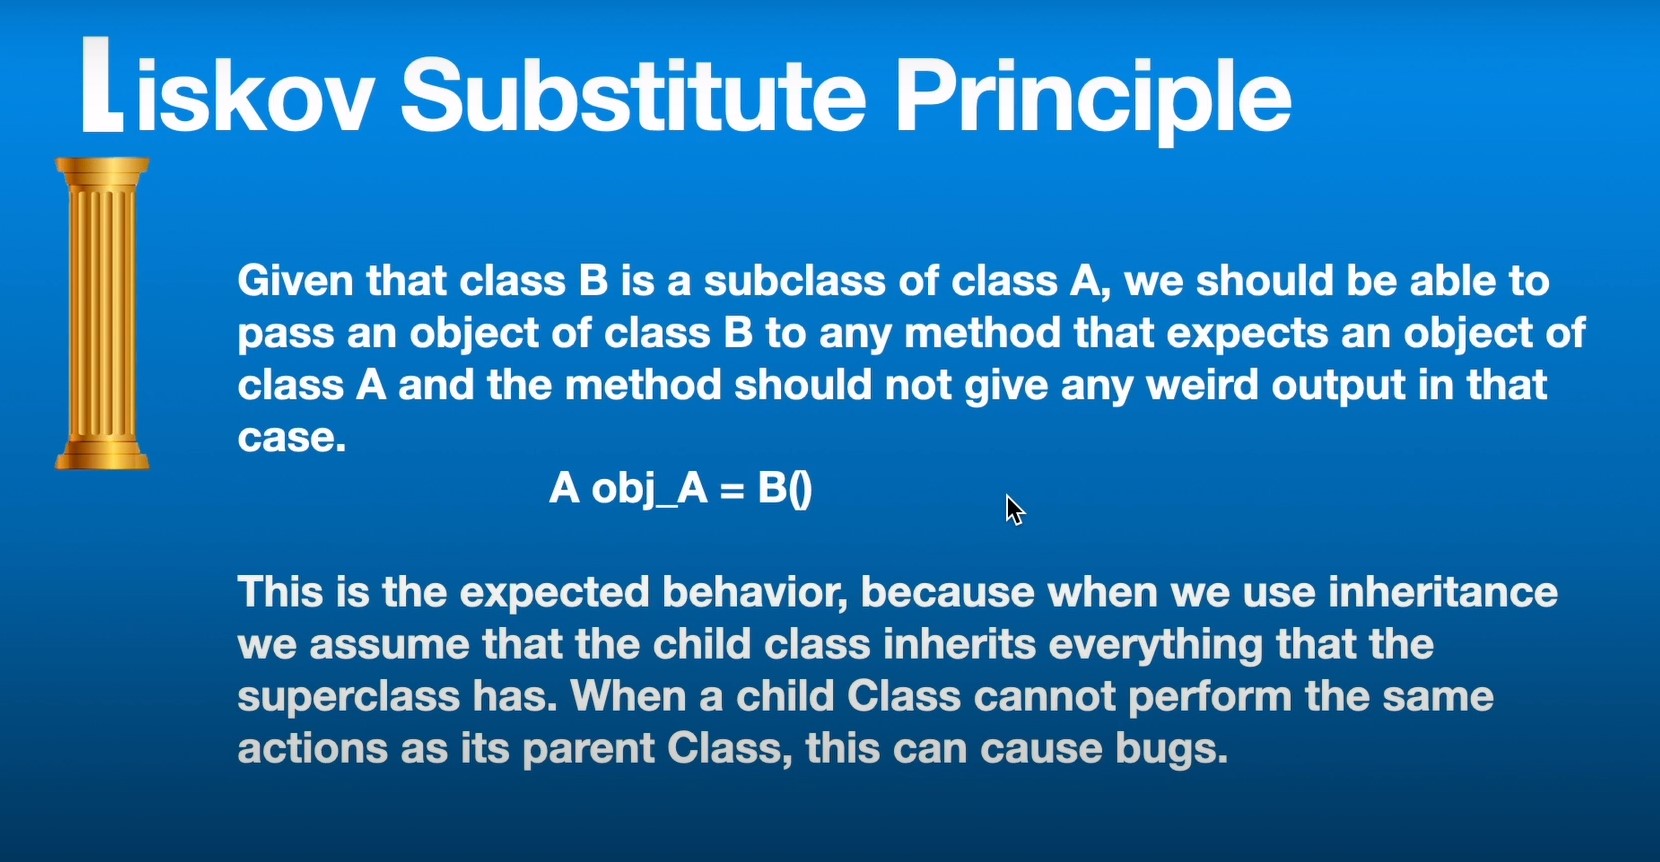 Liskov Substitute Principle
Given that class B is a subclass of class A, we should be able to
pass an object of class B to any method that expects an object of
class A and the method should not give any weird output in that
case.
A obj_A = B()
This is the expected behavior, because when we use inheritance
we assume that the child class inherits everything that the
superclass has. When a child Class cannot perform the same
actions as its parent Class, this can cause bugs.